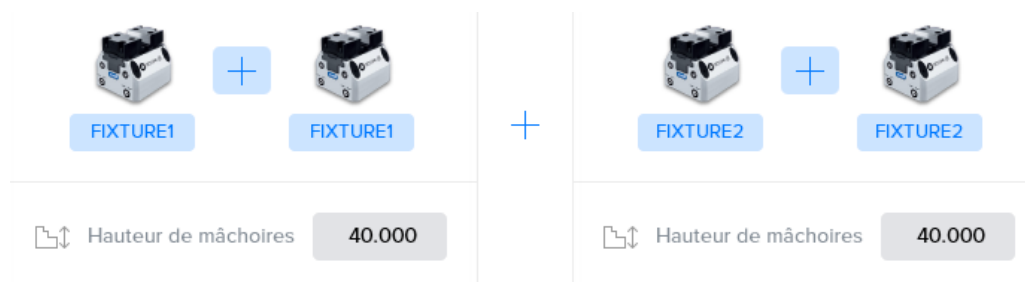 FIXTURE1 FIXTURE1 FIXTURE2 FIXTURE2
Hauteur de mâchoires 40.000 Hauteur de mâchoires 40.000